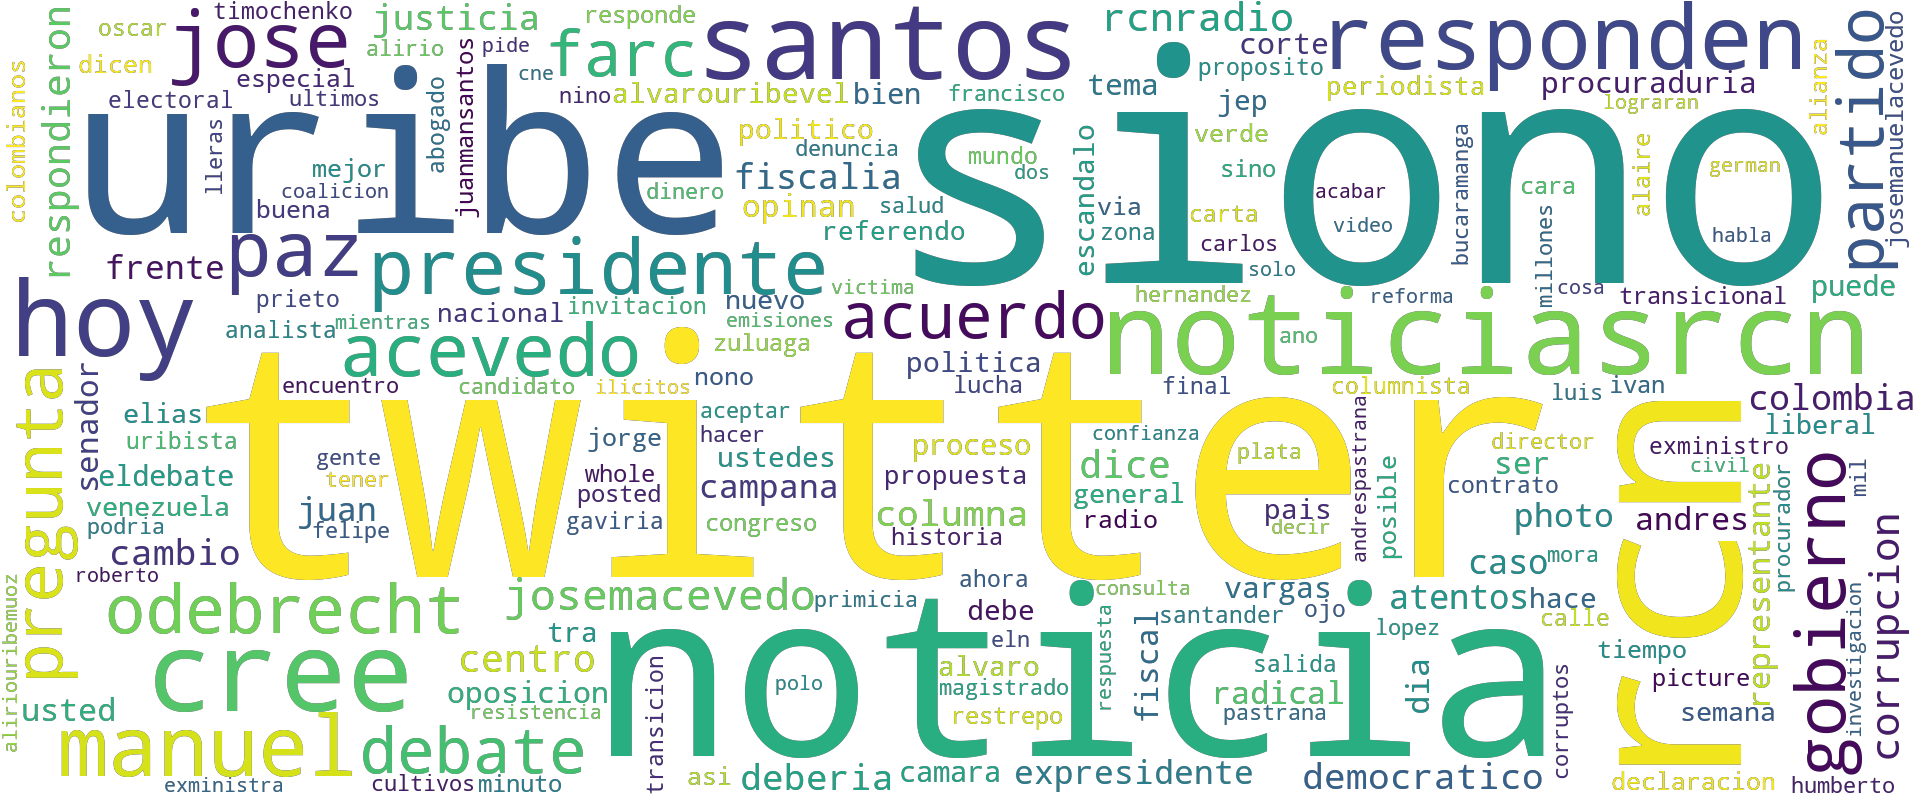 timochenko
oscar
jose
justicia
responde
santos
rcnradio
responden
partido
dicen
alirio
pide
farc
corte
proposito
colombianos
respondieron
especial
juanmansantos
cne
siono
tema
periodista
procuraduria
alianza
josemanuelacevedo
electoral
ultimos
uribe
nino
alvarouribevel
bien
francisco
jep
lograran
lleras
abogado
politico
denuncia
verde
mejor
coalicion
fiscalia
mundo
dos
escandalo
sino
bucaramanga
german
buena
dinero
opinan
salud
via
carta
acabar
cara
alaire
referendo
zona
carlos
video
habla
frente
paz
presidente
solo
millones
cosa
puede
hoy
prieto
nacional
invitacion
nuevo
victima
hernandez
reforma
transicional
analista
mientras
emisiones
acuerdo
noticiasrcn
ano
acevedo
zuluaga
politica
pregunta
senador
encuentro
candidato
ilicitos
nono
lucha
final
columnista
luis
ivan
colombia
elias
twitter
aceptar
rcn
liberal
uribista
jorge
hacer
proceso
confianza
andrespastrana
director
exministro
eldebate
gente
tener
whole
ustedes
propuesta
dice
plata
ser
civil
venezuela
posted
campana
general
contrato
representante
procurador
mil
gobierno
podria
juan
felipe
gaviria
congreso
columna
radio
pais
decir
posible
photo
andres
corrupcion
cambio
historia
caso
mora
roberto
aliriouribemuoz
odebrecht
josemacevedo
primicia
ahora
consulta
vargas
atentos
hace
investigacion
debe
santander
ojo
calle
tra
noticia
eln
respuesta
fiscal
lopez
tiempo
cree
centro
alvaro
salida
dia
picture
usted
oposicion
transicion
polo
magistrado
radical
corruptos
semana
resistencia
restrepo
pastrana
manuel
debate
asi
deberia
camara
expresidente
democratico
declaracion
exministra
cultivos
minuto
humberto